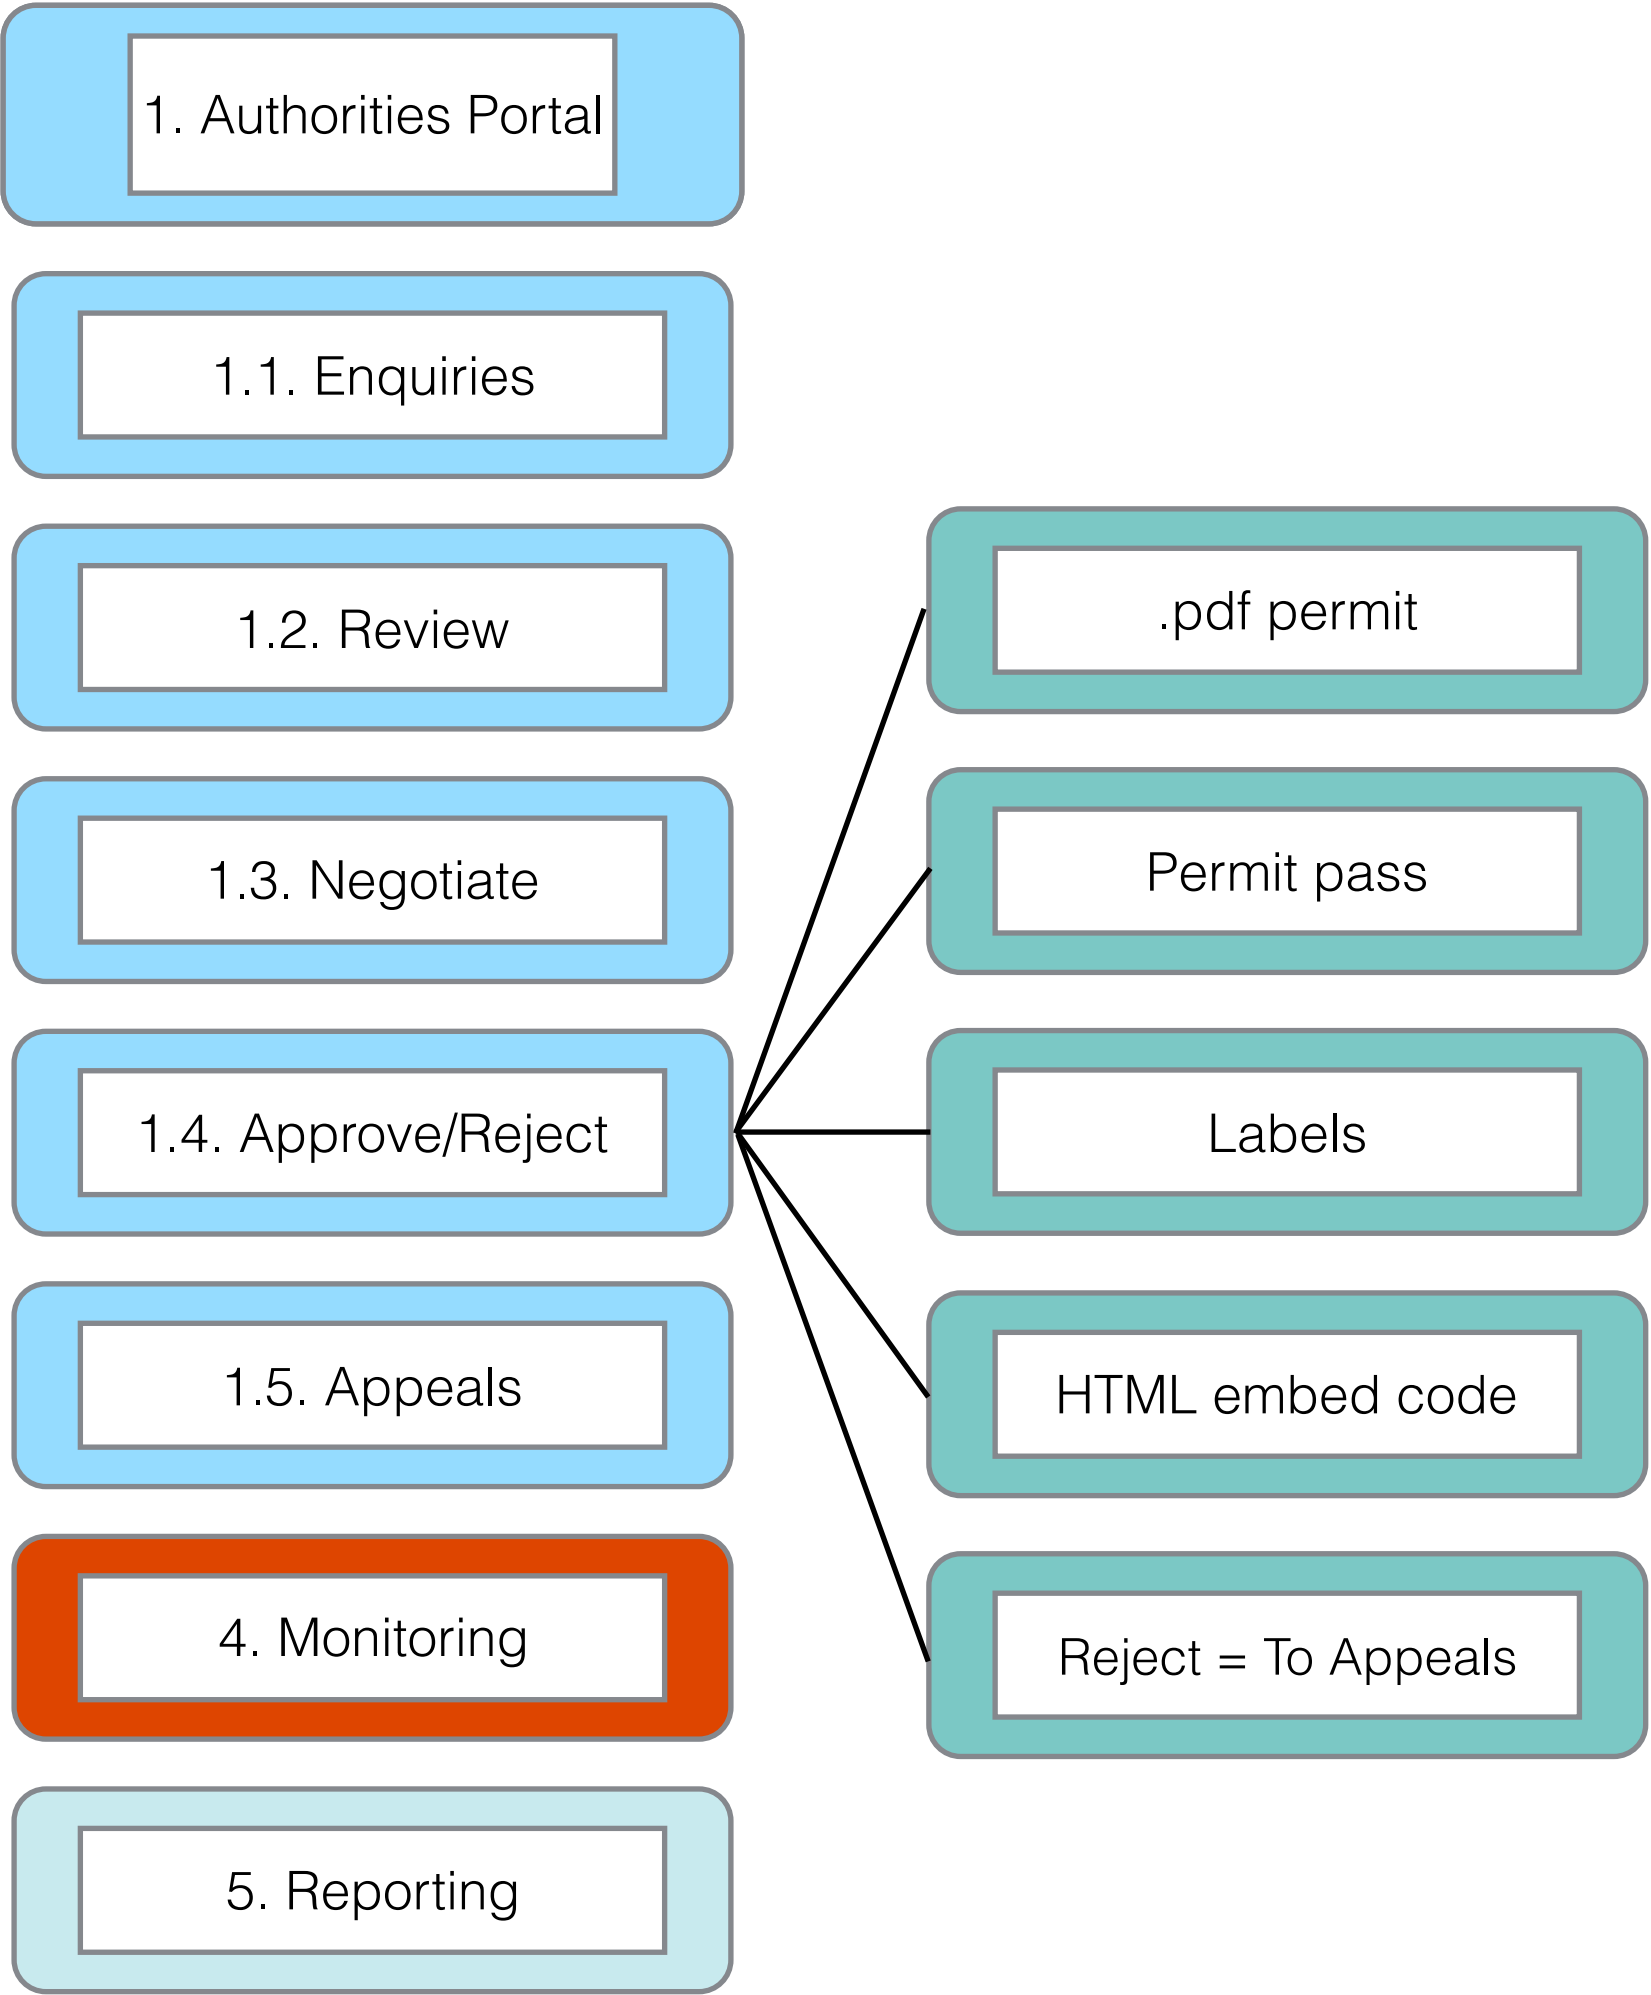 1. Authorities Portal
1.1. Enquiries
1.2. Review
1.3. Negotiate
1.4. Approve/Reject
1.5. Appeals
4. Monitoring
5. Reporting
.pdf permit
Permit pass
Labels
HTML embed code
Reject = To Appeals